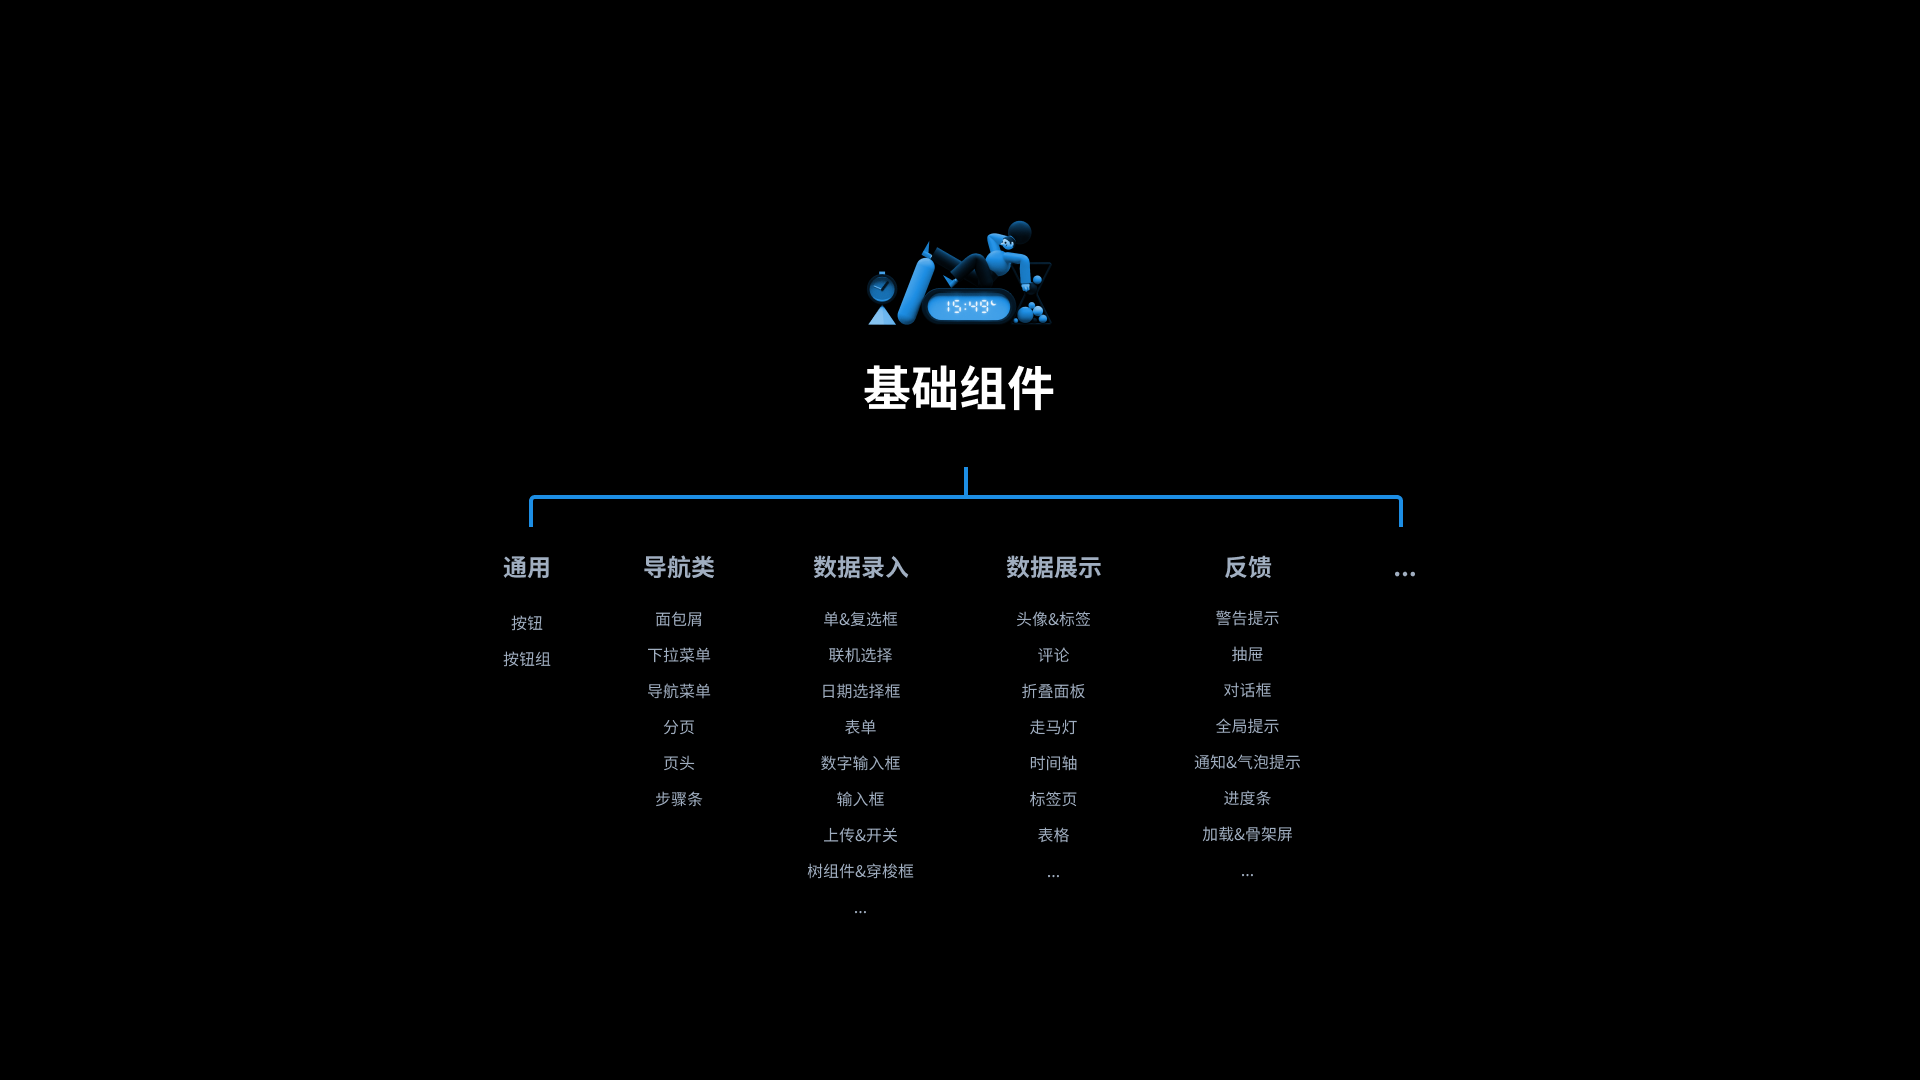 15:49
基础组件
通用
按钮
按钮组
导航类
面包屑
下拉菜单
导航菜单
分页
页头
步骤条
数据录入
单&复选框
联机选择
日期选择框
表单
数字输入框
输入框
上传&开关
树组件&穿梭框
...
数据展示
头像&标签
评论
折叠面板
走马灯
时间轴
标签页
表格
...
反馈
警告提示
抽屉
对话框
全局提示
通知&气泡提示
进度条
加载&骨架屏
...
...